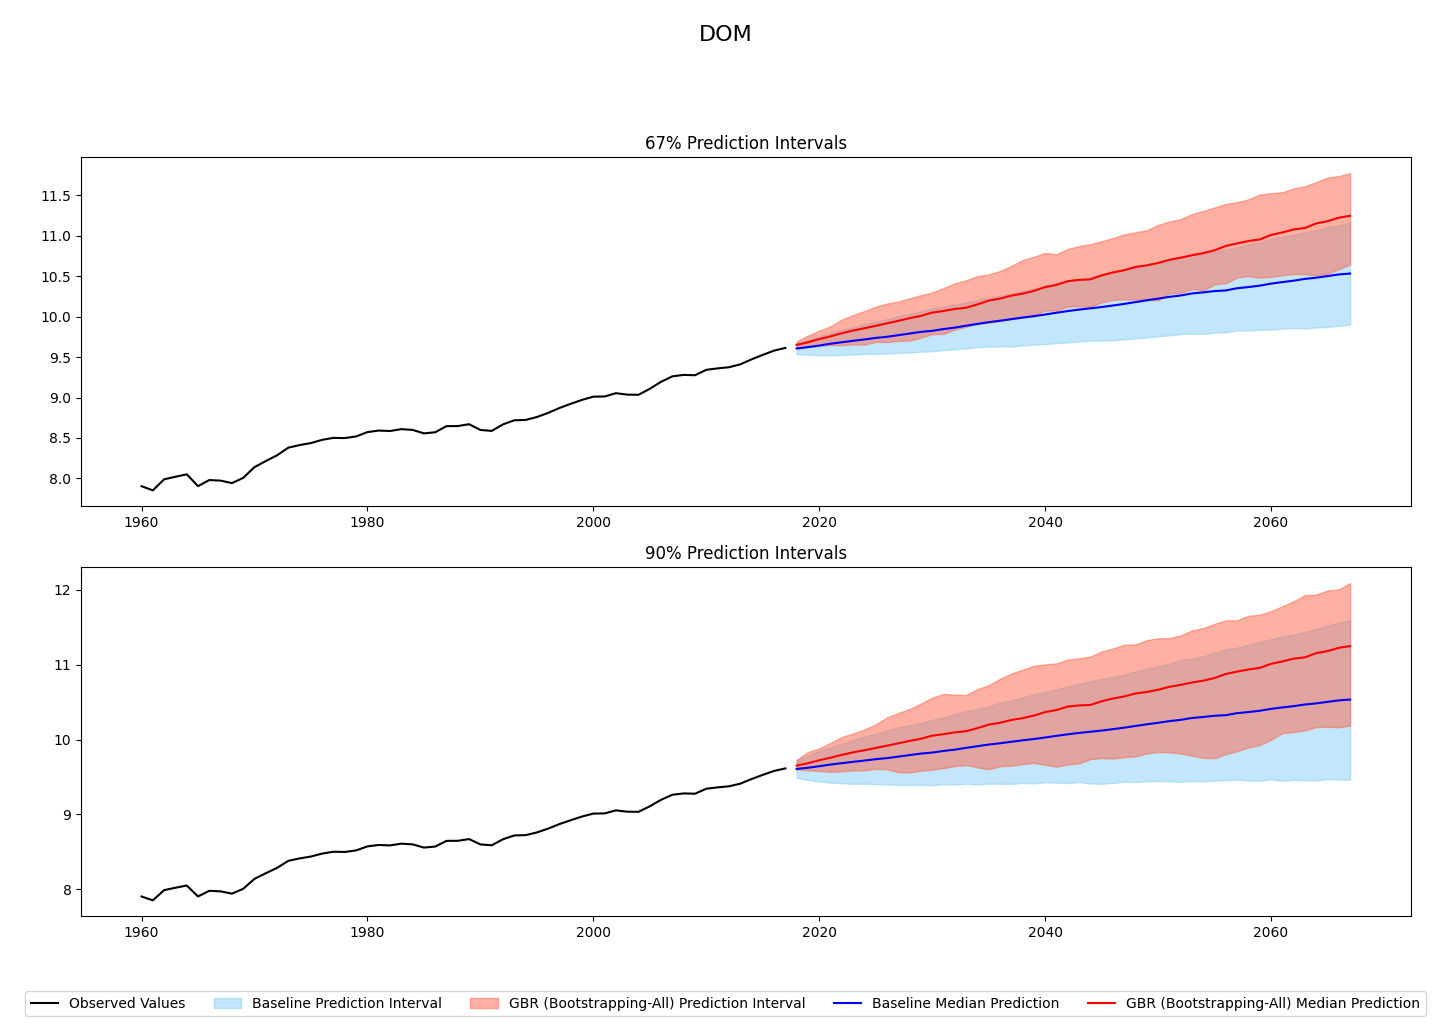 DOM
67% Prediction Intervals
11.5
11.0
10.5
10.0
9.5
9.0
8.5
8.0
1960 1980 2000 2020 2040 2060
90% Prediction Intervals
12
11
10
9
8
1960 1980 2000 2020 2040 2060
Observed Values Baseline Prediction Interval GBR (Bootstrapping-All) Prediction Interval Baseline Median Prediction GBR (Bootstrapping-All) Median Prediction